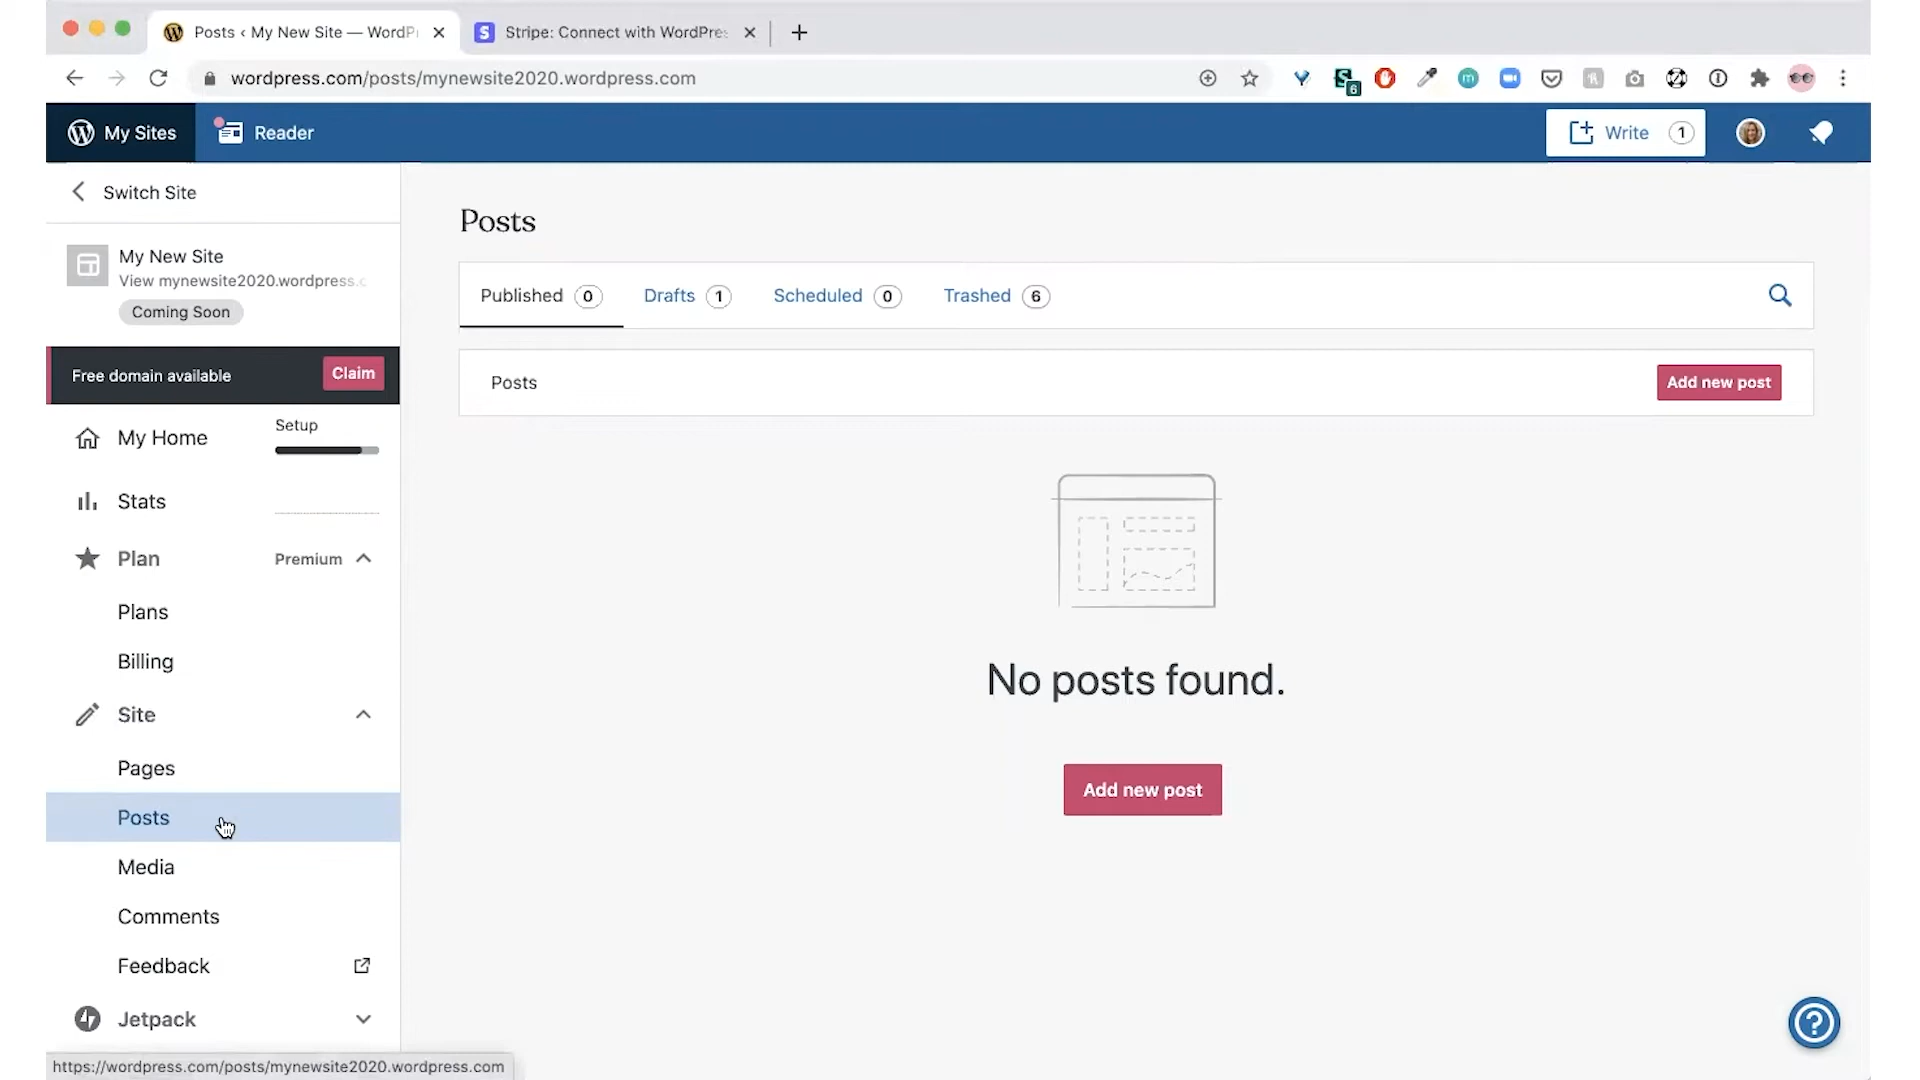 Posts ‹ My New Site — WordP
Stripe: Connect with WordPres
wordpress.com/posts/mynewsite2020.wordpress.com
6
My Sites
Reader
Write 1
Switch Site
My New Site
View mynewsite2020.wordpress.c
Coming Soon
Free domain available
Claim
My Home
Setup
Stats
Plan
Premium
Plans
Billing
Site
Pages
Posts
Media
Comments
Feedback
Jetpack
https://wordpress.com/posts/mynewsite2020.wordpress.com
Posts
Published 0
Drafts 1
Scheduled 0
Trashed 6
Posts
Add new post
No posts found.
Add new post